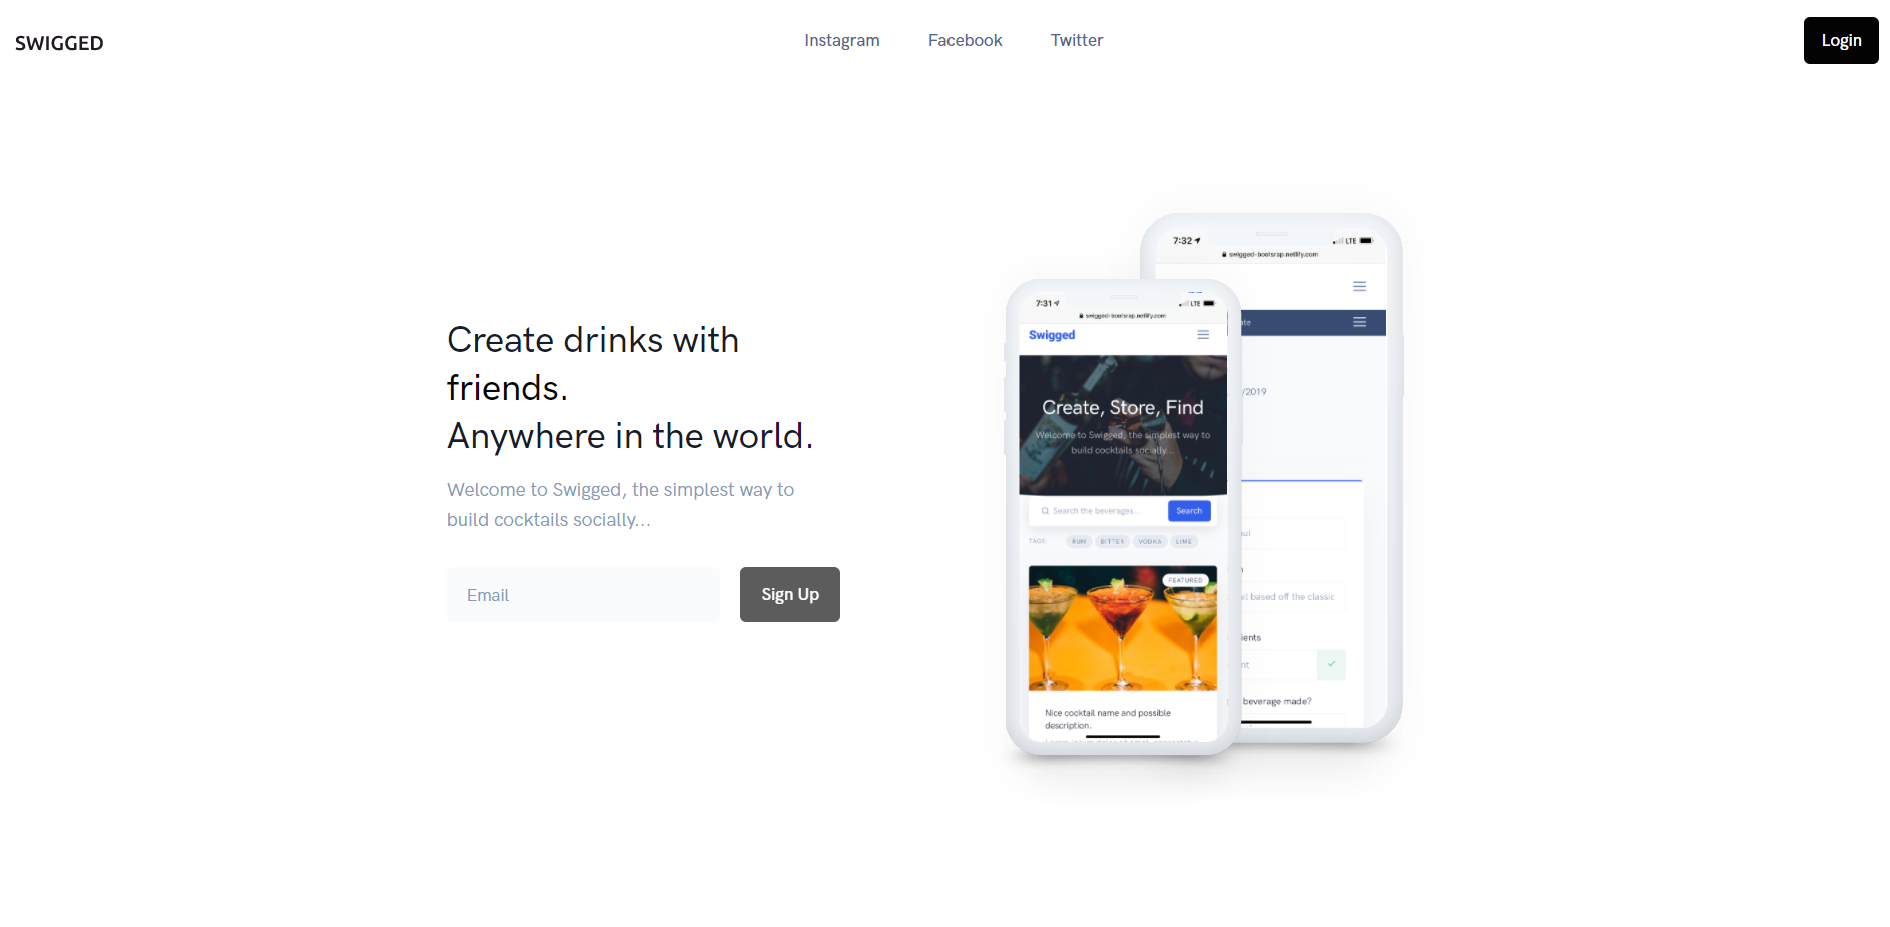 SWIGGED
Instagram
Facebook
Twitter
Login
Create drinks with
friends.
Anywhere in the world.
Welcome to Swigged, the simplest way to
build cocktails socially...
Email
Sign Up
7:31
LTE
swigged-bootsrap.netlify.com
Swigged
Create, Store, Find
Welcome to Swigged, the simplest way to
build cocktails socially...
Search the beverages...
Search
TAGS:
RUM
BITTER
VODKA
LIME
FEATURED
Nice cocktail name and possible
description.
7:32
LTE
swigged-bootsrap.netlify.com
ate
/2019
ui
n
il based off the classic
ients
nt
beverage made?